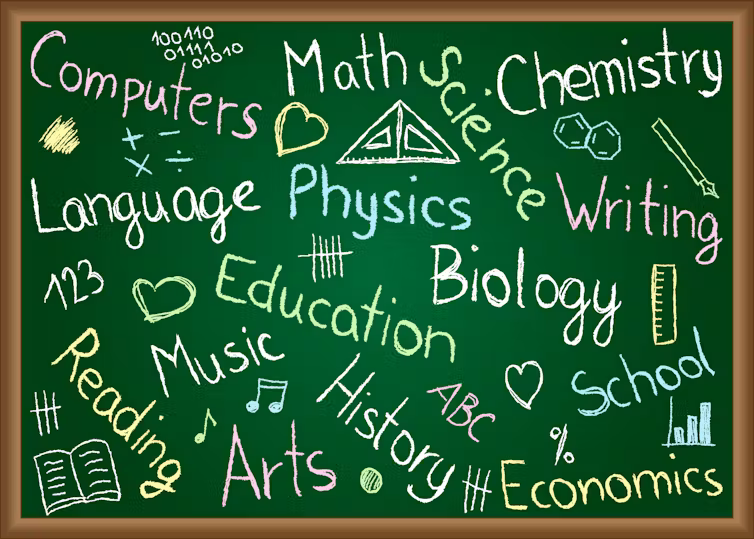 Computers
100110
01111
01010
Math
Science
Chemistry
+ −
× ÷
Language
Physics
Writing
123
Education
Biology
Reading
Music
History
ABC
School
Arts
%
Economics